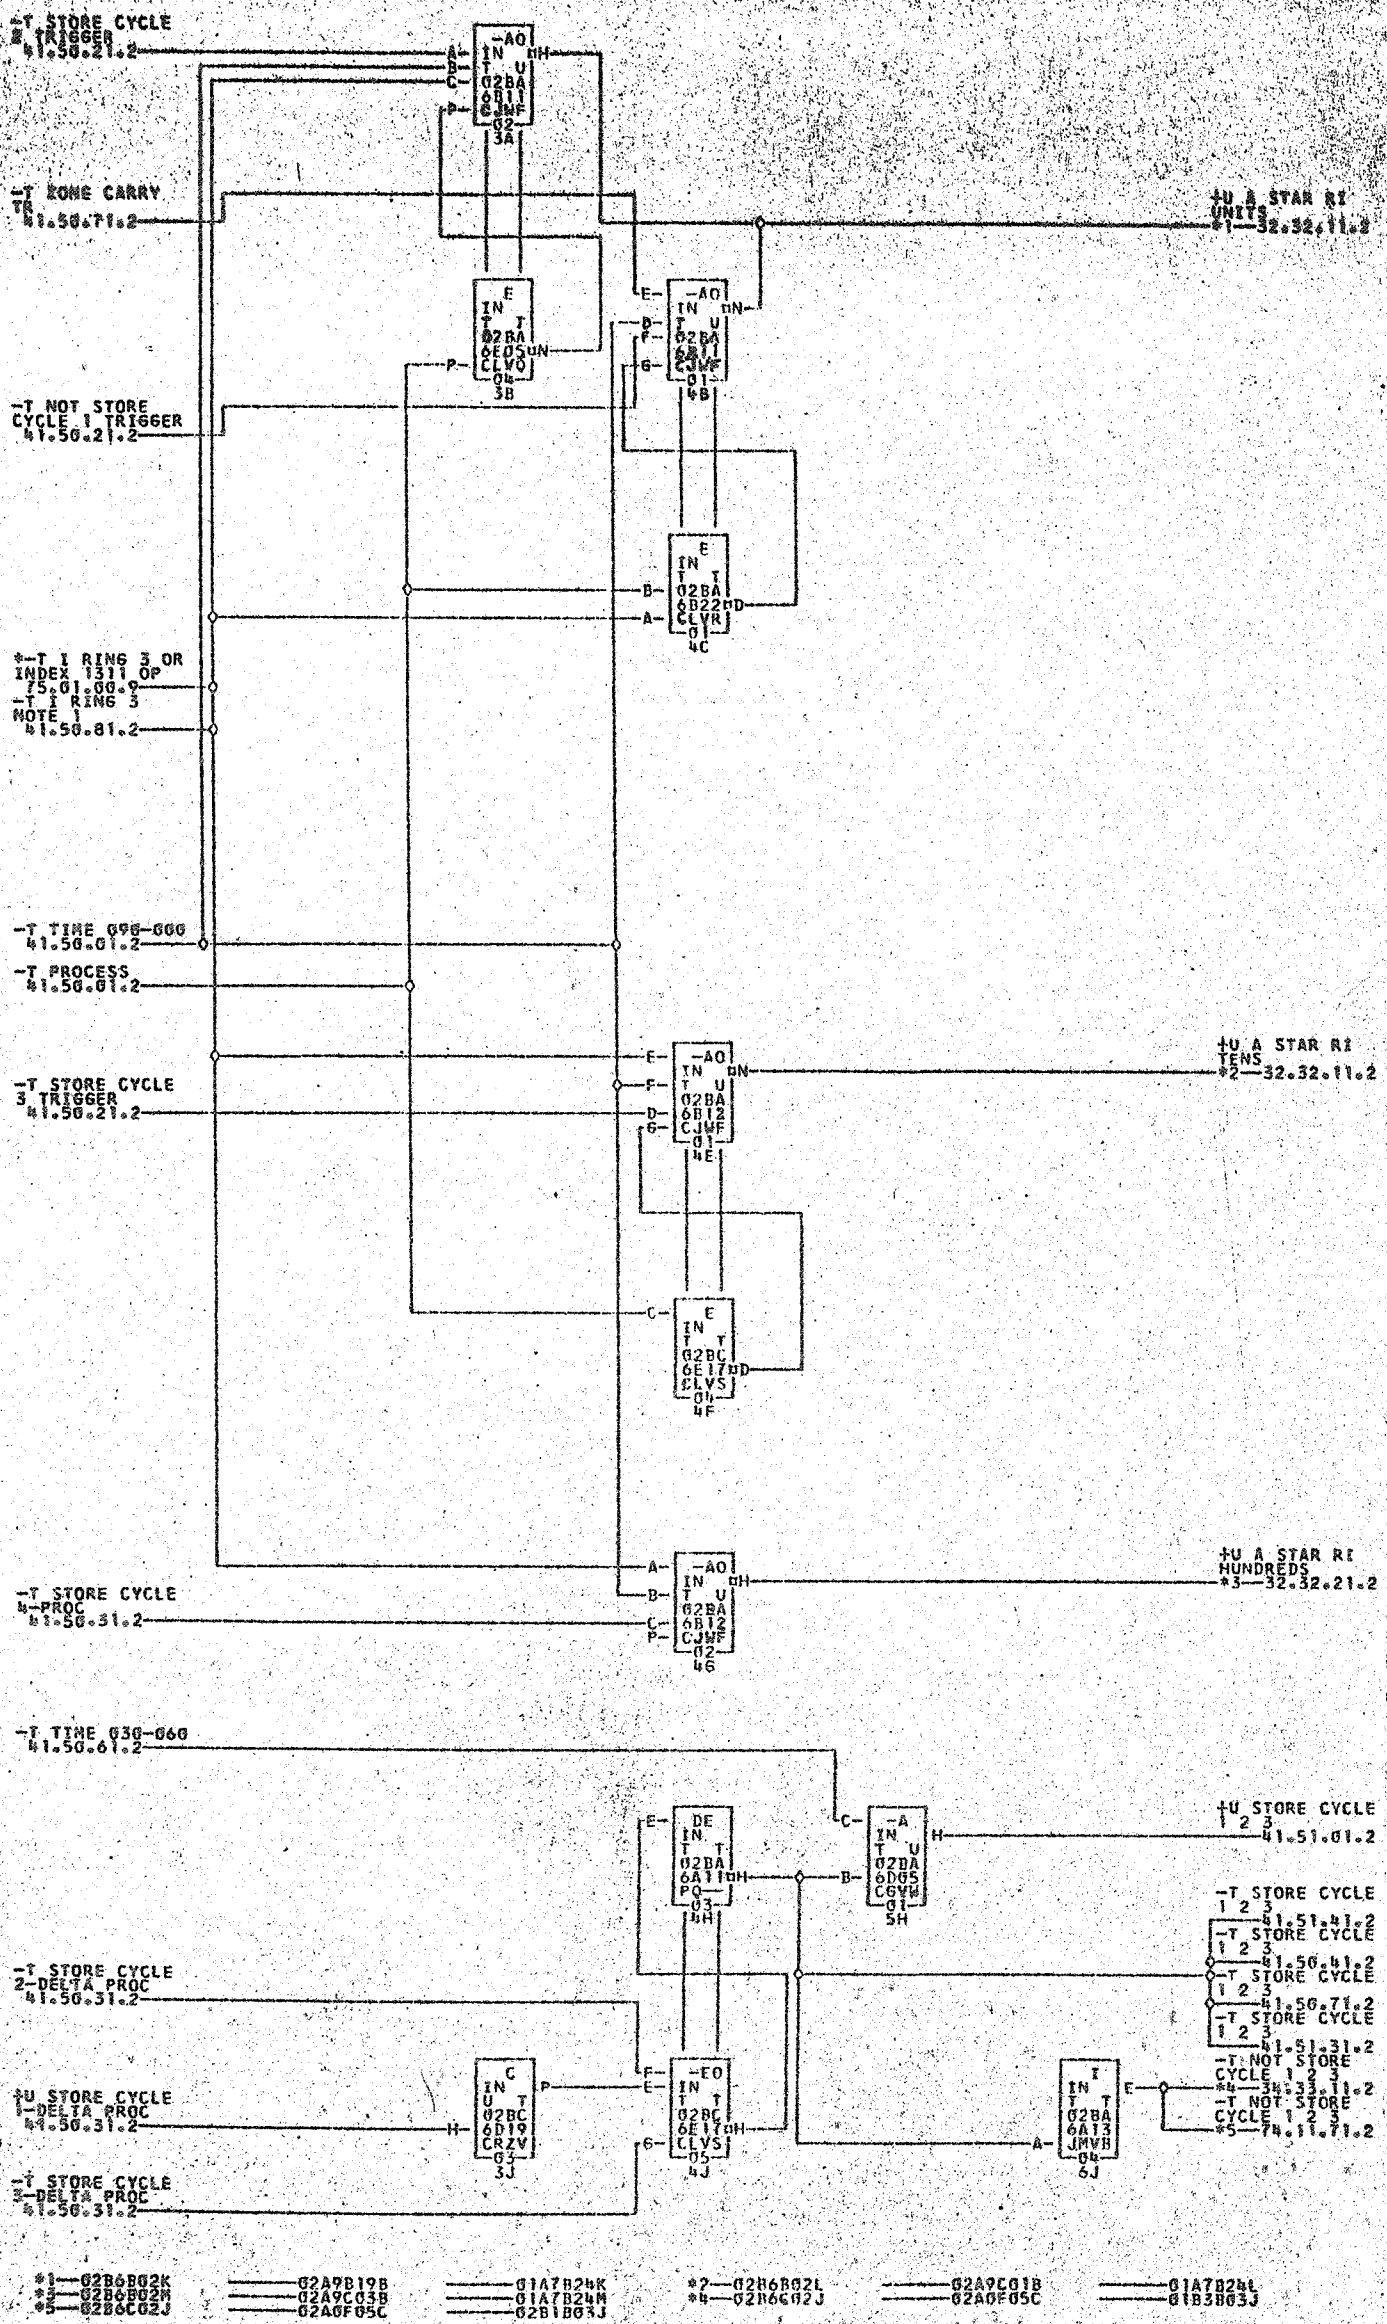 -T STORE CYCLE
2 TRIGGER
41.50.21.2
A-
B-
C-
P-
-AO
IN H
T U
02BA
6B11
CJWF
02
3A
-T ZONE CARRY
TR
41.50.71.2
+U A STAR RI
UNITS
*1—32.32.11.2
E
IN
T T
02BA
6E05 N
P- CLVQ
04
3B
E- -AO
IN N
D- T U
F- 02BA
6B11
G- CJWF
01
4B
-T NOT STORE
CYCLE 1 TRIGGER
41.50.21.2
E
IN
T T
B- 02BA
6B22 D
A- CLVR
01
4C
*-T I RING 3 OR
INDEX 1311 OP
75.01.00.9
-T I RING 3
NOTE 1
41.50.81.2
-T TIME 090-000
41.50.01.2
-T PROCESS
41.50.01.2
E- -AO
IN N
F- T U
02BA
D- 6B12
G- CJWF
01
4E
+U A STAR RI
TENS
*2—32.32.11.2
-T STORE CYCLE
3 TRIGGER
41.50.21.2
C- E
IN
T T
02BC
6E17 D
CLVS
04
4F
A- -AO
IN H
B- T U
02BA
C- 6B12
P- CJWF
02
4G
+U A STAR RI
HUNDREDS
*3—32.32.21.2
-T STORE CYCLE
4-PROC
41.50.31.2
-T TIME 030-060
41.50.61.2
E- DE
IN
T T
02BA
6A11 H
PQ—
03
4H
C- -A
IN H
T U
02BA
B- 6D05
CGVW
01
5H
+U STORE CYCLE
1 2 3
41.51.01.2
-T STORE CYCLE
1 2 3
41.51.41.2
-T STORE CYCLE
1 2 3
41.50.41.2
-T STORE CYCLE
1 2 3
41.50.71.2
-T STORE CYCLE
1 2 3
41.51.31.2
-T NOT STORE
CYCLE 1 2 3
*4—34.33.11.2
-T NOT STORE
CYCLE 1 2 3
*5—74.11.71.2
-T STORE CYCLE
2-DELTA PROC
41.50.31.2
+U STORE CYCLE
1-DELTA PROC
41.50.31.2
C
IN P
U T
02BC
H- 6D19
CRZV
03
3J
F- -EO
E- IN
T T
02BC
6E17 H
G- CLVS
05
4J
I
IN E
T T
02BA
6A13
A- JMVB
04
6J
-T STORE CYCLE
3-DELTA PROC
41.50.31.2
*1—02B6B02K ——02A9B19B ——01A7B24K *2—02B6B02L ——02A9C01B ——01A7B24L
*3—02B6B02M ——02A9C03B ——01A7B24M *4—02B6C02J ——02A0F05C ——01B3B03J
*5—02B6C02J ——02A0F05C ——02B1B03J